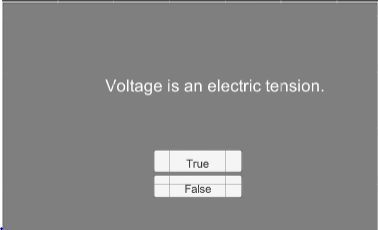 Voltage is an electric tension.
True
False